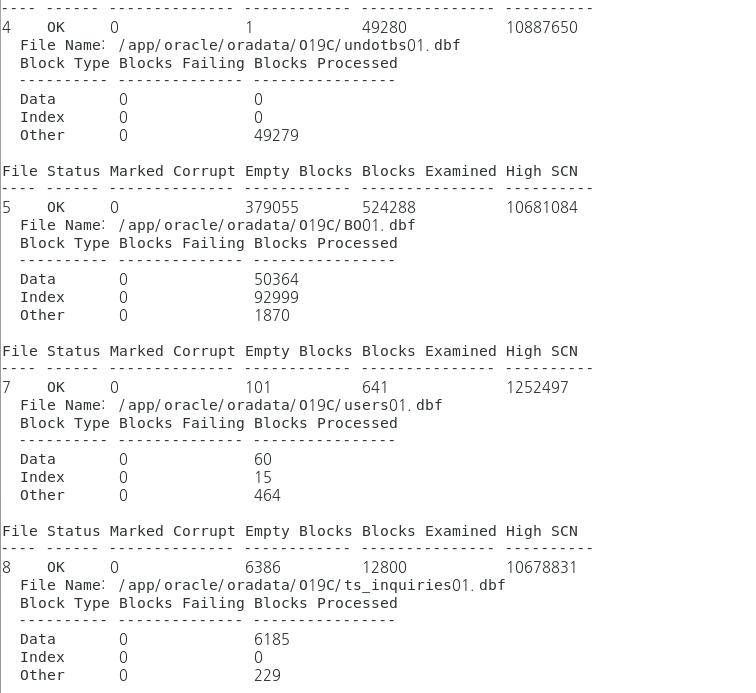 ---- ------ -------------- ------------ --------------- ----------
4    OK     0              1            49280           10887650
  File Name: /app/oracle/oradata/O19C/undotbs01.dbf
  Block Type Blocks Failing Blocks Processed
  ---------- -------------- ----------------
  Data       0              0
  Index      0              0
  Other      0              49279

File Status Marked Corrupt Empty Blocks Blocks Examined High SCN
---- ------ -------------- ------------ --------------- ----------
5    OK     0              379055       524288          10681084
  File Name: /app/oracle/oradata/O19C/BO01.dbf
  Block Type Blocks Failing Blocks Processed
  ---------- -------------- ----------------
  Data       0              50364
  Index      0              92999
  Other      0              1870

File Status Marked Corrupt Empty Blocks Blocks Examined High SCN
---- ------ -------------- ------------ --------------- ----------
7    OK     0              101          641             1252497
  File Name: /app/oracle/oradata/O19C/users01.dbf
  Block Type Blocks Failing Blocks Processed
  ---------- -------------- ----------------
  Data       0              60
  Index      0              15
  Other      0              464

File Status Marked Corrupt Empty Blocks Blocks Examined High SCN
---- ------ -------------- ------------ --------------- ----------
8    OK     0              6386         12800           10678831
  File Name: /app/oracle/oradata/O19C/ts_inquiries01.dbf
  Block Type Blocks Failing Blocks Processed
  ---------- -------------- ----------------
  Data       0              6185
  Index      0              0
  Other      0              229